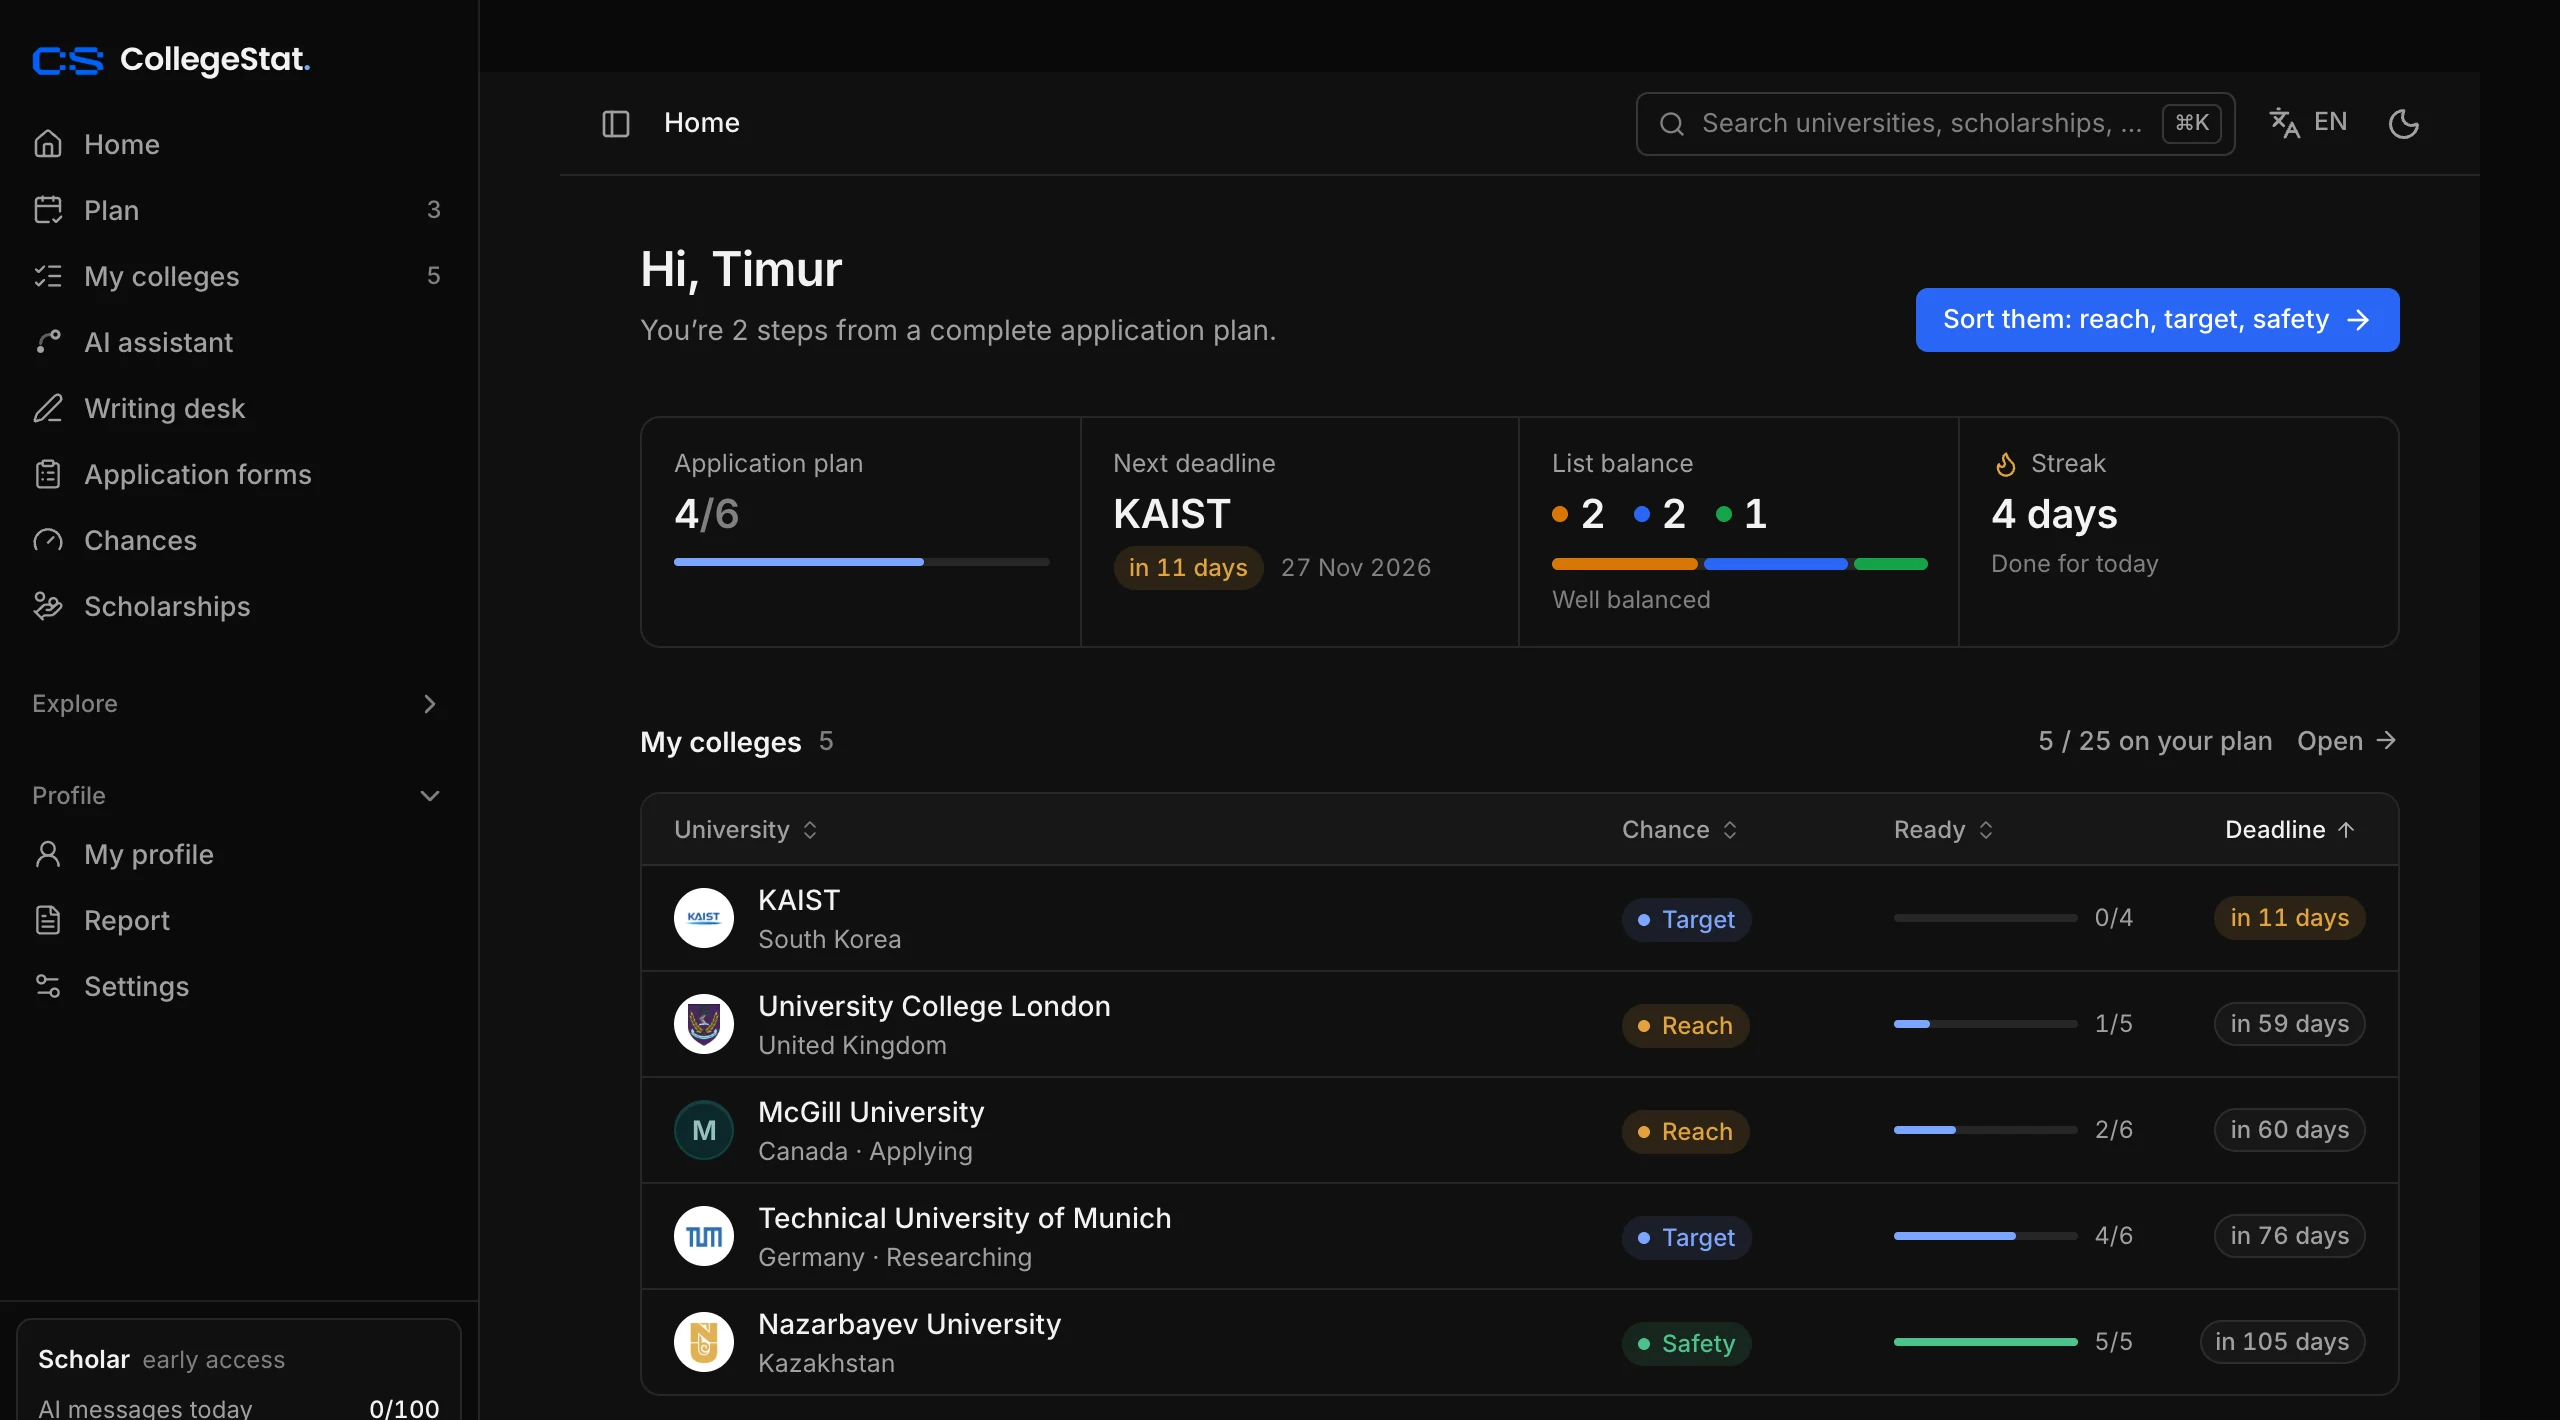 CS CollegeStat.
Home
Plan 3
My colleges 5
AI assistant
Writing desk
Application forms
Chances
Scholarships
Explore
Profile
My profile
Report
Settings
Scholar early access
AI messages today 0/100
Home
Search universities, scholarships, ... ⌘K
EN
Hi, Timur
You’re 2 steps from a complete application plan.
Sort them: reach, target, safety →
Application plan
4/6
Next deadline
KAIST
in 11 days 27 Nov 2026
List balance
2 2 1
Well balanced
Streak
4 days
Done for today
My colleges 5
5 / 25 on your plan Open →
University Chance Ready Deadline ↑
KAIST
South Korea
Target 0/4 in 11 days
University College London
United Kingdom
Reach 1/5 in 59 days
M
McGill University
Canada · Applying
Reach 2/6 in 60 days
TUM
Technical University of Munich
Germany · Researching
Target 4/6 in 76 days
Nazarbayev University
Kazakhstan
Safety 5/5 in 105 days